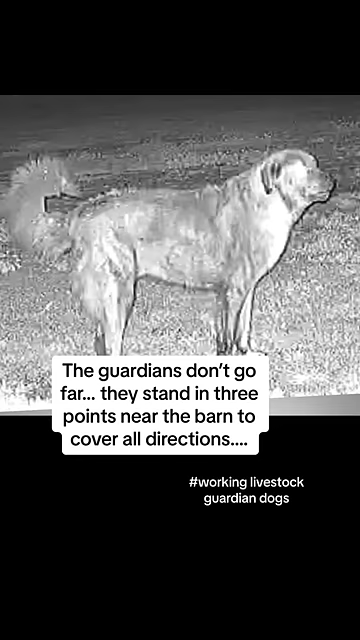 The guardians don't go
far... they stand in three
points near the barn to
cover all directions....
#working livestock
guardian dogs